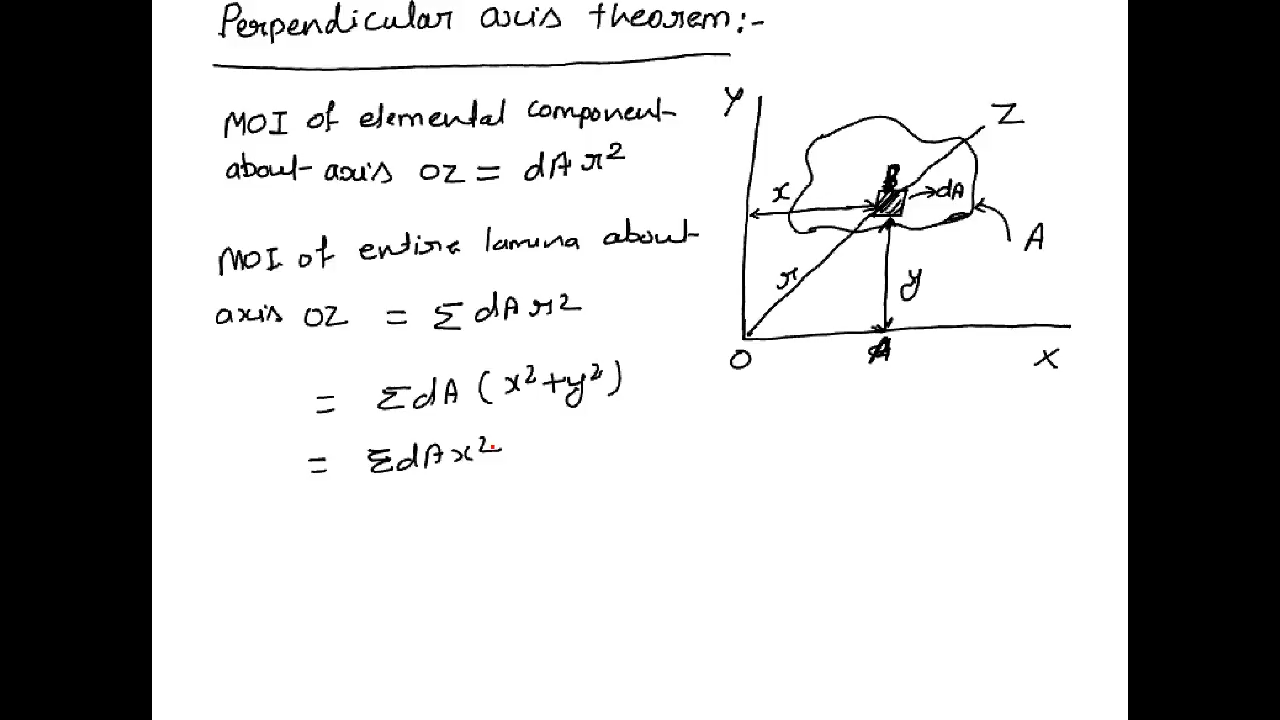 Perpendicular axis theorem:-
MOI of elemental component
about axis OZ = dA r²
MOI of entire lamina about
axis OZ = Σ dA r²
= Σ dA (x² + y²)
= Σ dA x²
Y
Z
x
B
dA
A
r
y
O
A
X